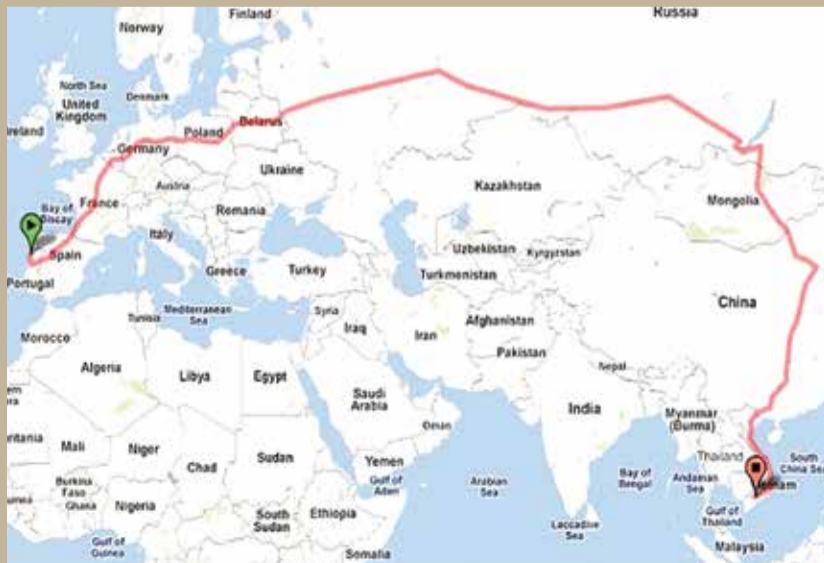 Finland
Russia
Norway
North Sea
United
Kingdom
Denmark
Ireland
Belarus
Poland
Germany
Ukraine
Kazakhstan
Mongolia
Austria
Bay of
Biscay
France
Romania
Italy
Uzbekistan
Kyrgyzstan
Spain
Greece
Turkey
Turkmenistan
Portugal
China
Mediterranean
Sea
Syria
Tunisia
Iraq
Iran
Afghanistan
Morocco
Pakistan
Algeria
Libya
Egypt
Nepal
Saudi
Arabia
India
Myanmar
(Burma)
Oman
Mali
Niger
Sudan
Thailand
South
China Sea
Chad
Yemen
Gulf of
Aden
Arabian
Sea
Bay of
Bengal
Andaman
Sea
Burkina
Faso
Ghana
Nigeria
South
Sudan
Ethiopia
Gulf of
Thailand
Laccadive
Sea
Gulf of
Guinea
Somalia
Malaysia